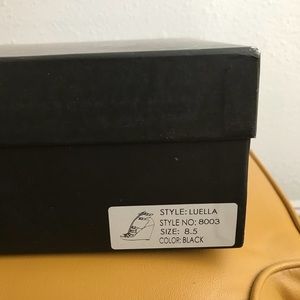 STYLE: LUELLA
STYLE NO: 8003
SIZE: 8.5
COLOR: BLACK